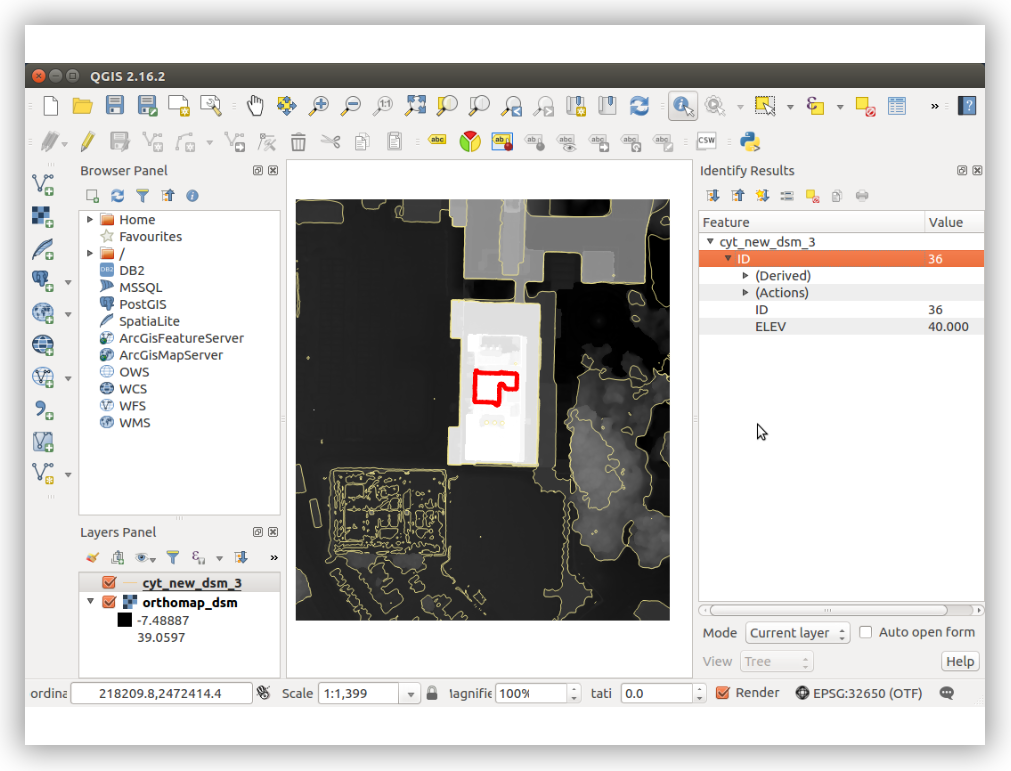 QGIS 2.16.2
Browser Panel
Home
Favourites
/
DB2
MSSQL
PostGIS
SpatiaLite
ArcGisFeatureServer
ArcGisMapServer
OWS
WCS
WFS
WMS
Layers Panel
cyt_new_dsm_3
orthomap_dsm
-7.48887
39.0597
Identify Results
Feature Value
cyt_new_dsm_3
ID 36
(Derived)
(Actions)
ID 36
ELEV 40.000
Mode Current layer Auto open form
View Tree Help
ordina 218209.8,2472414.4 Scale 1:1,399 Magnifie 100% tati 0.0 Render EPSG:32650 (OTF)